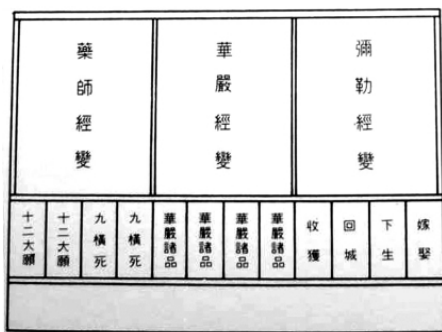 藥師經變
華嚴經變
彌勒經變
十二大願
十二大願
九橫死
九橫死
華嚴諸品
華嚴諸品
華嚴諸品
華嚴諸品
收獲
回城
下生
嫁娶